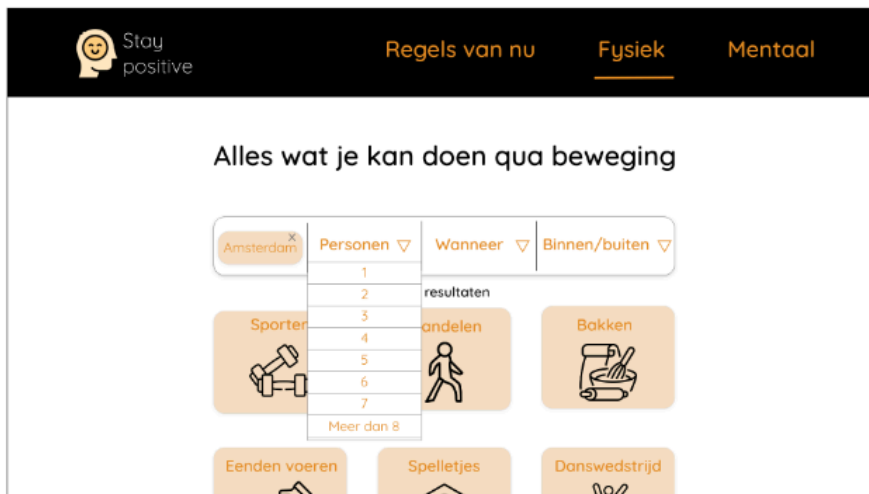 Stay
positive
Regels van nu
Fysiek
Mentaal
Alles wat je kan doen qua beweging
Amsterdam
x
Personen
Wanneer
Binnen/buiten
1
2
3
4
5
6
7
Meer dan 8
resultaten
Sporten
andelen
Bakken
Eenden voeren
Spelletjes
Danswedstrijd